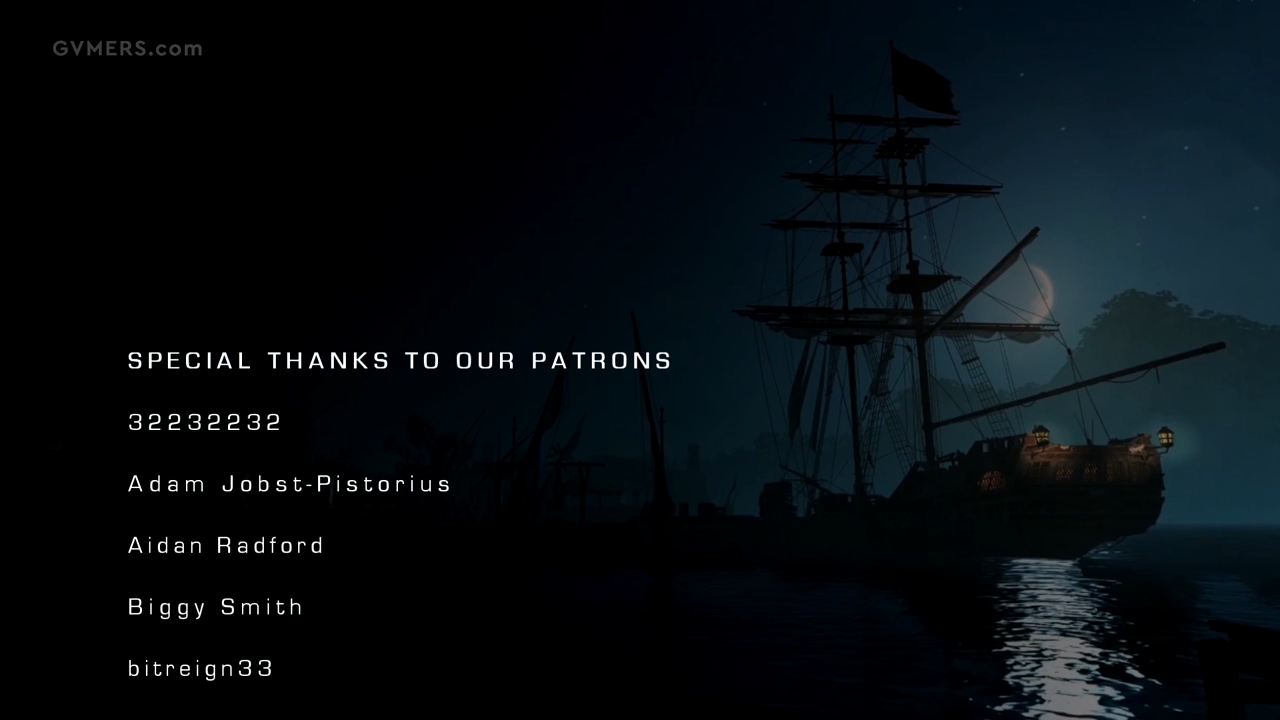 GVMERS.com
SPECIAL THANKS TO OUR PATRONS
32232232
Adam Jobst-Pistorius
Aidan Radford
Biggy Smith
bitreign33